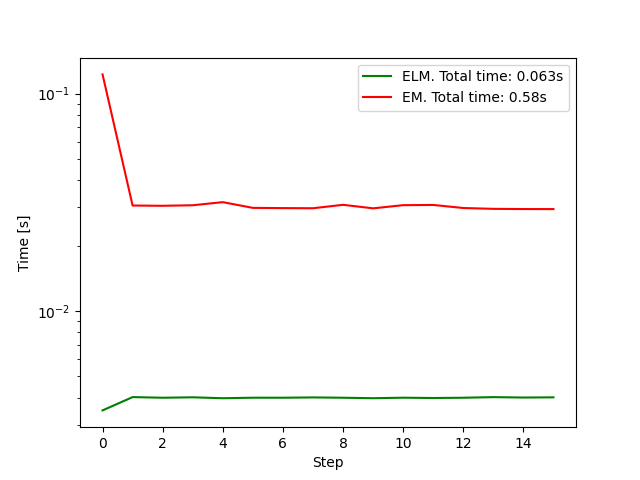 ELM. Total time: 0.063s
EM. Total time: 0.58s
10⁻¹
10⁻²
Time [s]
0 2 4 6 8 10 12 14
Step